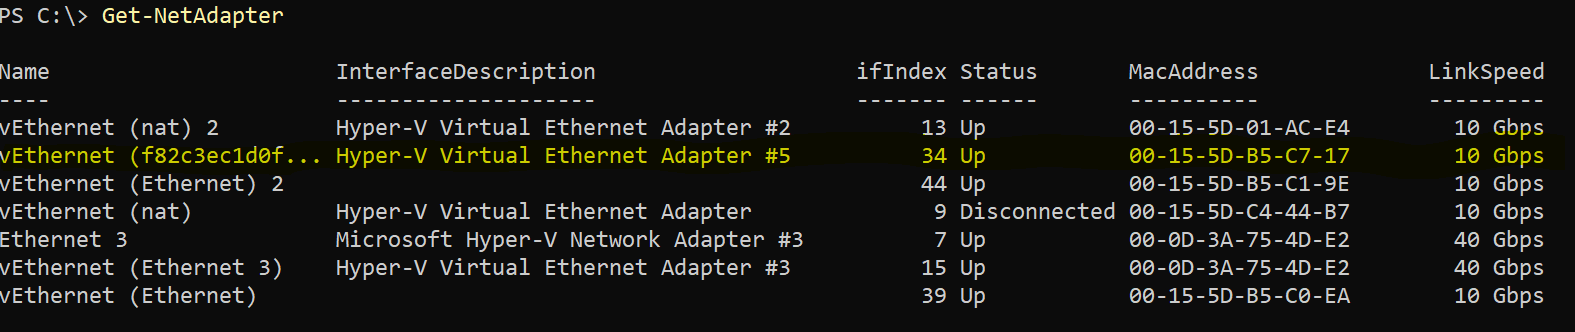 PS C:\> Get-NetAdapter
Name InterfaceDescription ifIndex Status MacAddress LinkSpeed
---- -------------------- ------- ------ ---------- ---------
vEthernet (nat) 2 Hyper-V Virtual Ethernet Adapter #2 13 Up 00-15-5D-01-AC-E4 10 Gbps
vEthernet (f82c3ec1d0f... Hyper-V Virtual Ethernet Adapter #5 34 Up 00-15-5D-B5-C7-17 10 Gbps
vEthernet (Ethernet) 2 44 Up 00-15-5D-B5-C1-9E 10 Gbps
vEthernet (nat) Hyper-V Virtual Ethernet Adapter 9 Disconnected 00-15-5D-C4-44-B7 10 Gbps
Ethernet 3 Microsoft Hyper-V Network Adapter #3 7 Up 00-0D-3A-75-4D-E2 40 Gbps
vEthernet (Ethernet 3) Hyper-V Virtual Ethernet Adapter #3 15 Up 00-0D-3A-75-4D-E2 40 Gbps
vEthernet (Ethernet) 39 Up 00-15-5D-B5-C0-EA 10 Gbps